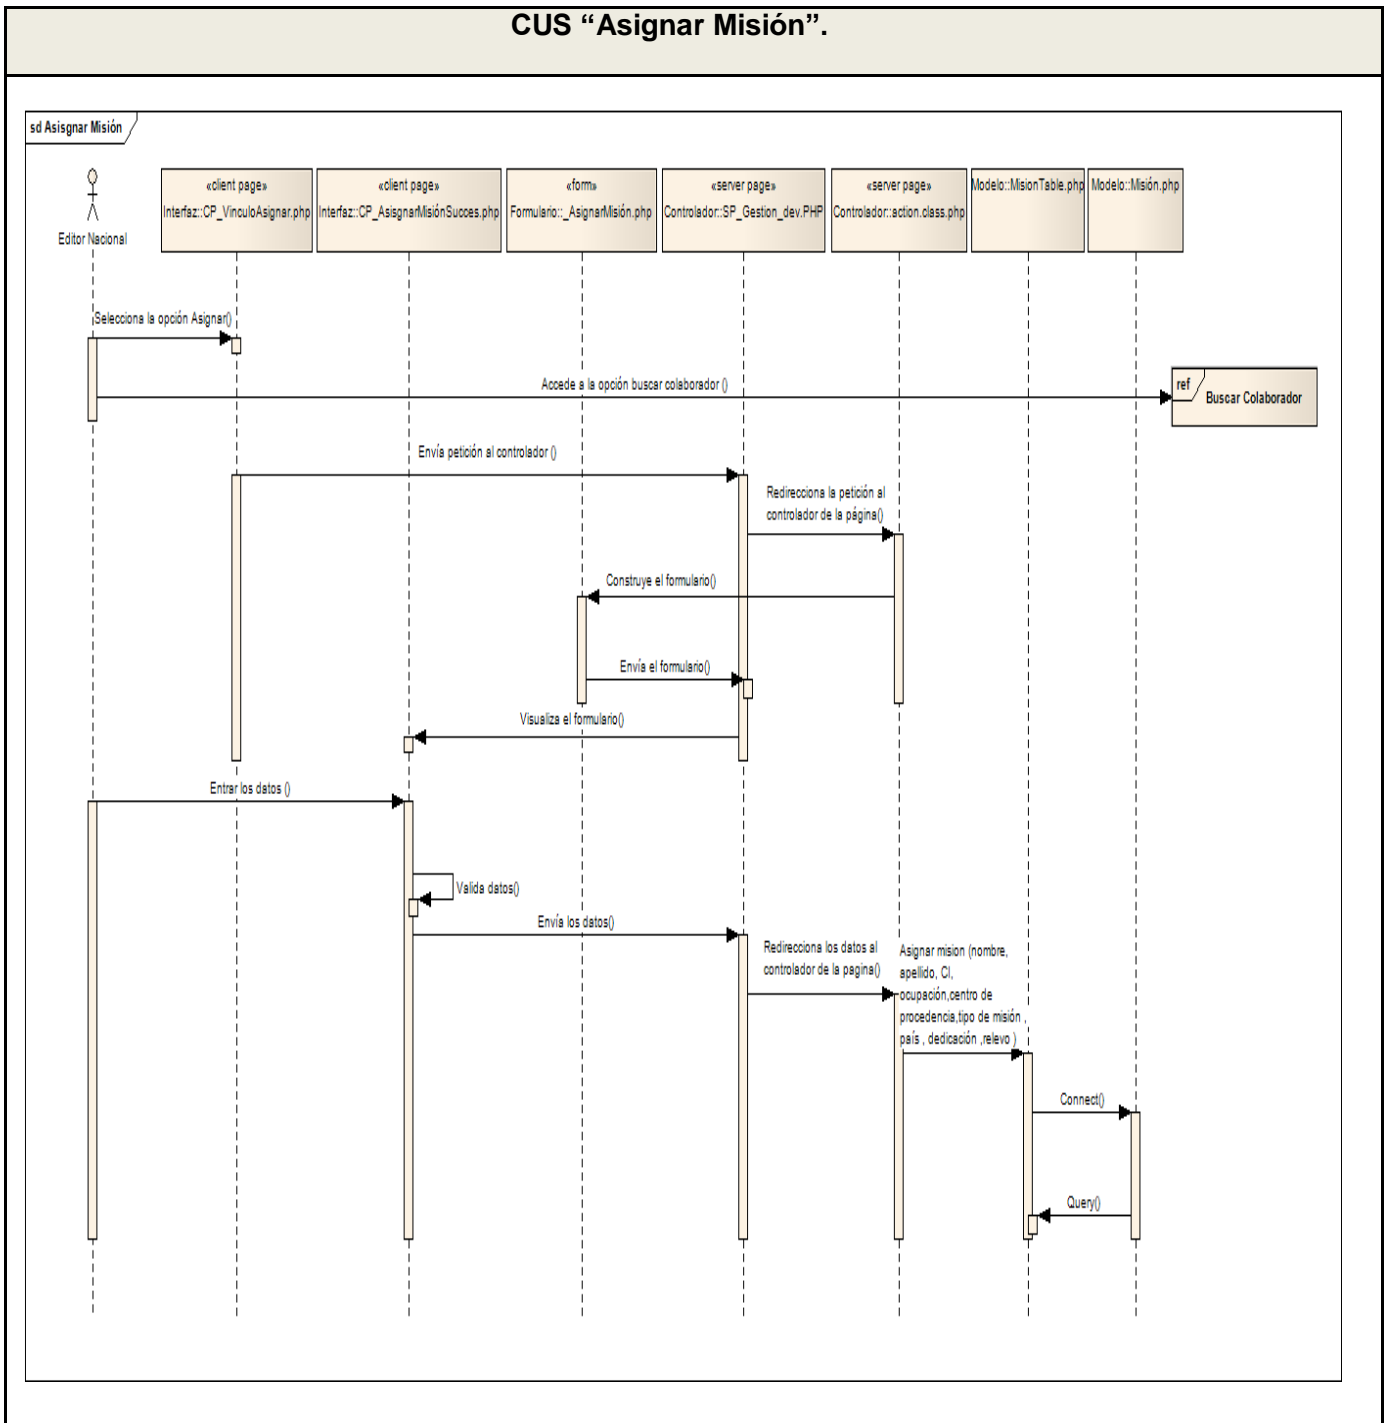 CUS “Asignar Misión”.
sd Asisgnar Misión
Editor Nacional
«client page»
Interfaz::CP_VinculoAsignar.php
«client page»
Interfaz::CP_AsisgnarMisiónSucces.php
«form»
Formulario::_AsignarMisión.php
«server page»
Controlador::SP_Gestion_dev.PHP
«server page»
Controlador::action.class.php
Modelo::MisionTable.php
Modelo::Misión.php
Selecciona la opción Asignar()
Accede a la opción buscar colaborador ()
ref
Buscar Colaborador
Envía petición al controlador ()
Redirecciona la petición al
controlador de la página()
Construye el formulario()
Envía el formulario()
Visualiza el formulario()
Entrar los datos ()
Valida datos()
Envía los datos()
Redirecciona los datos al
controlador de la pagina()
Asignar mision (nombre,
apellido, CI,
ocupación,centro de
procedencia,tipo de misión ,
país , dedicación ,relevo )
Connect()
Query()